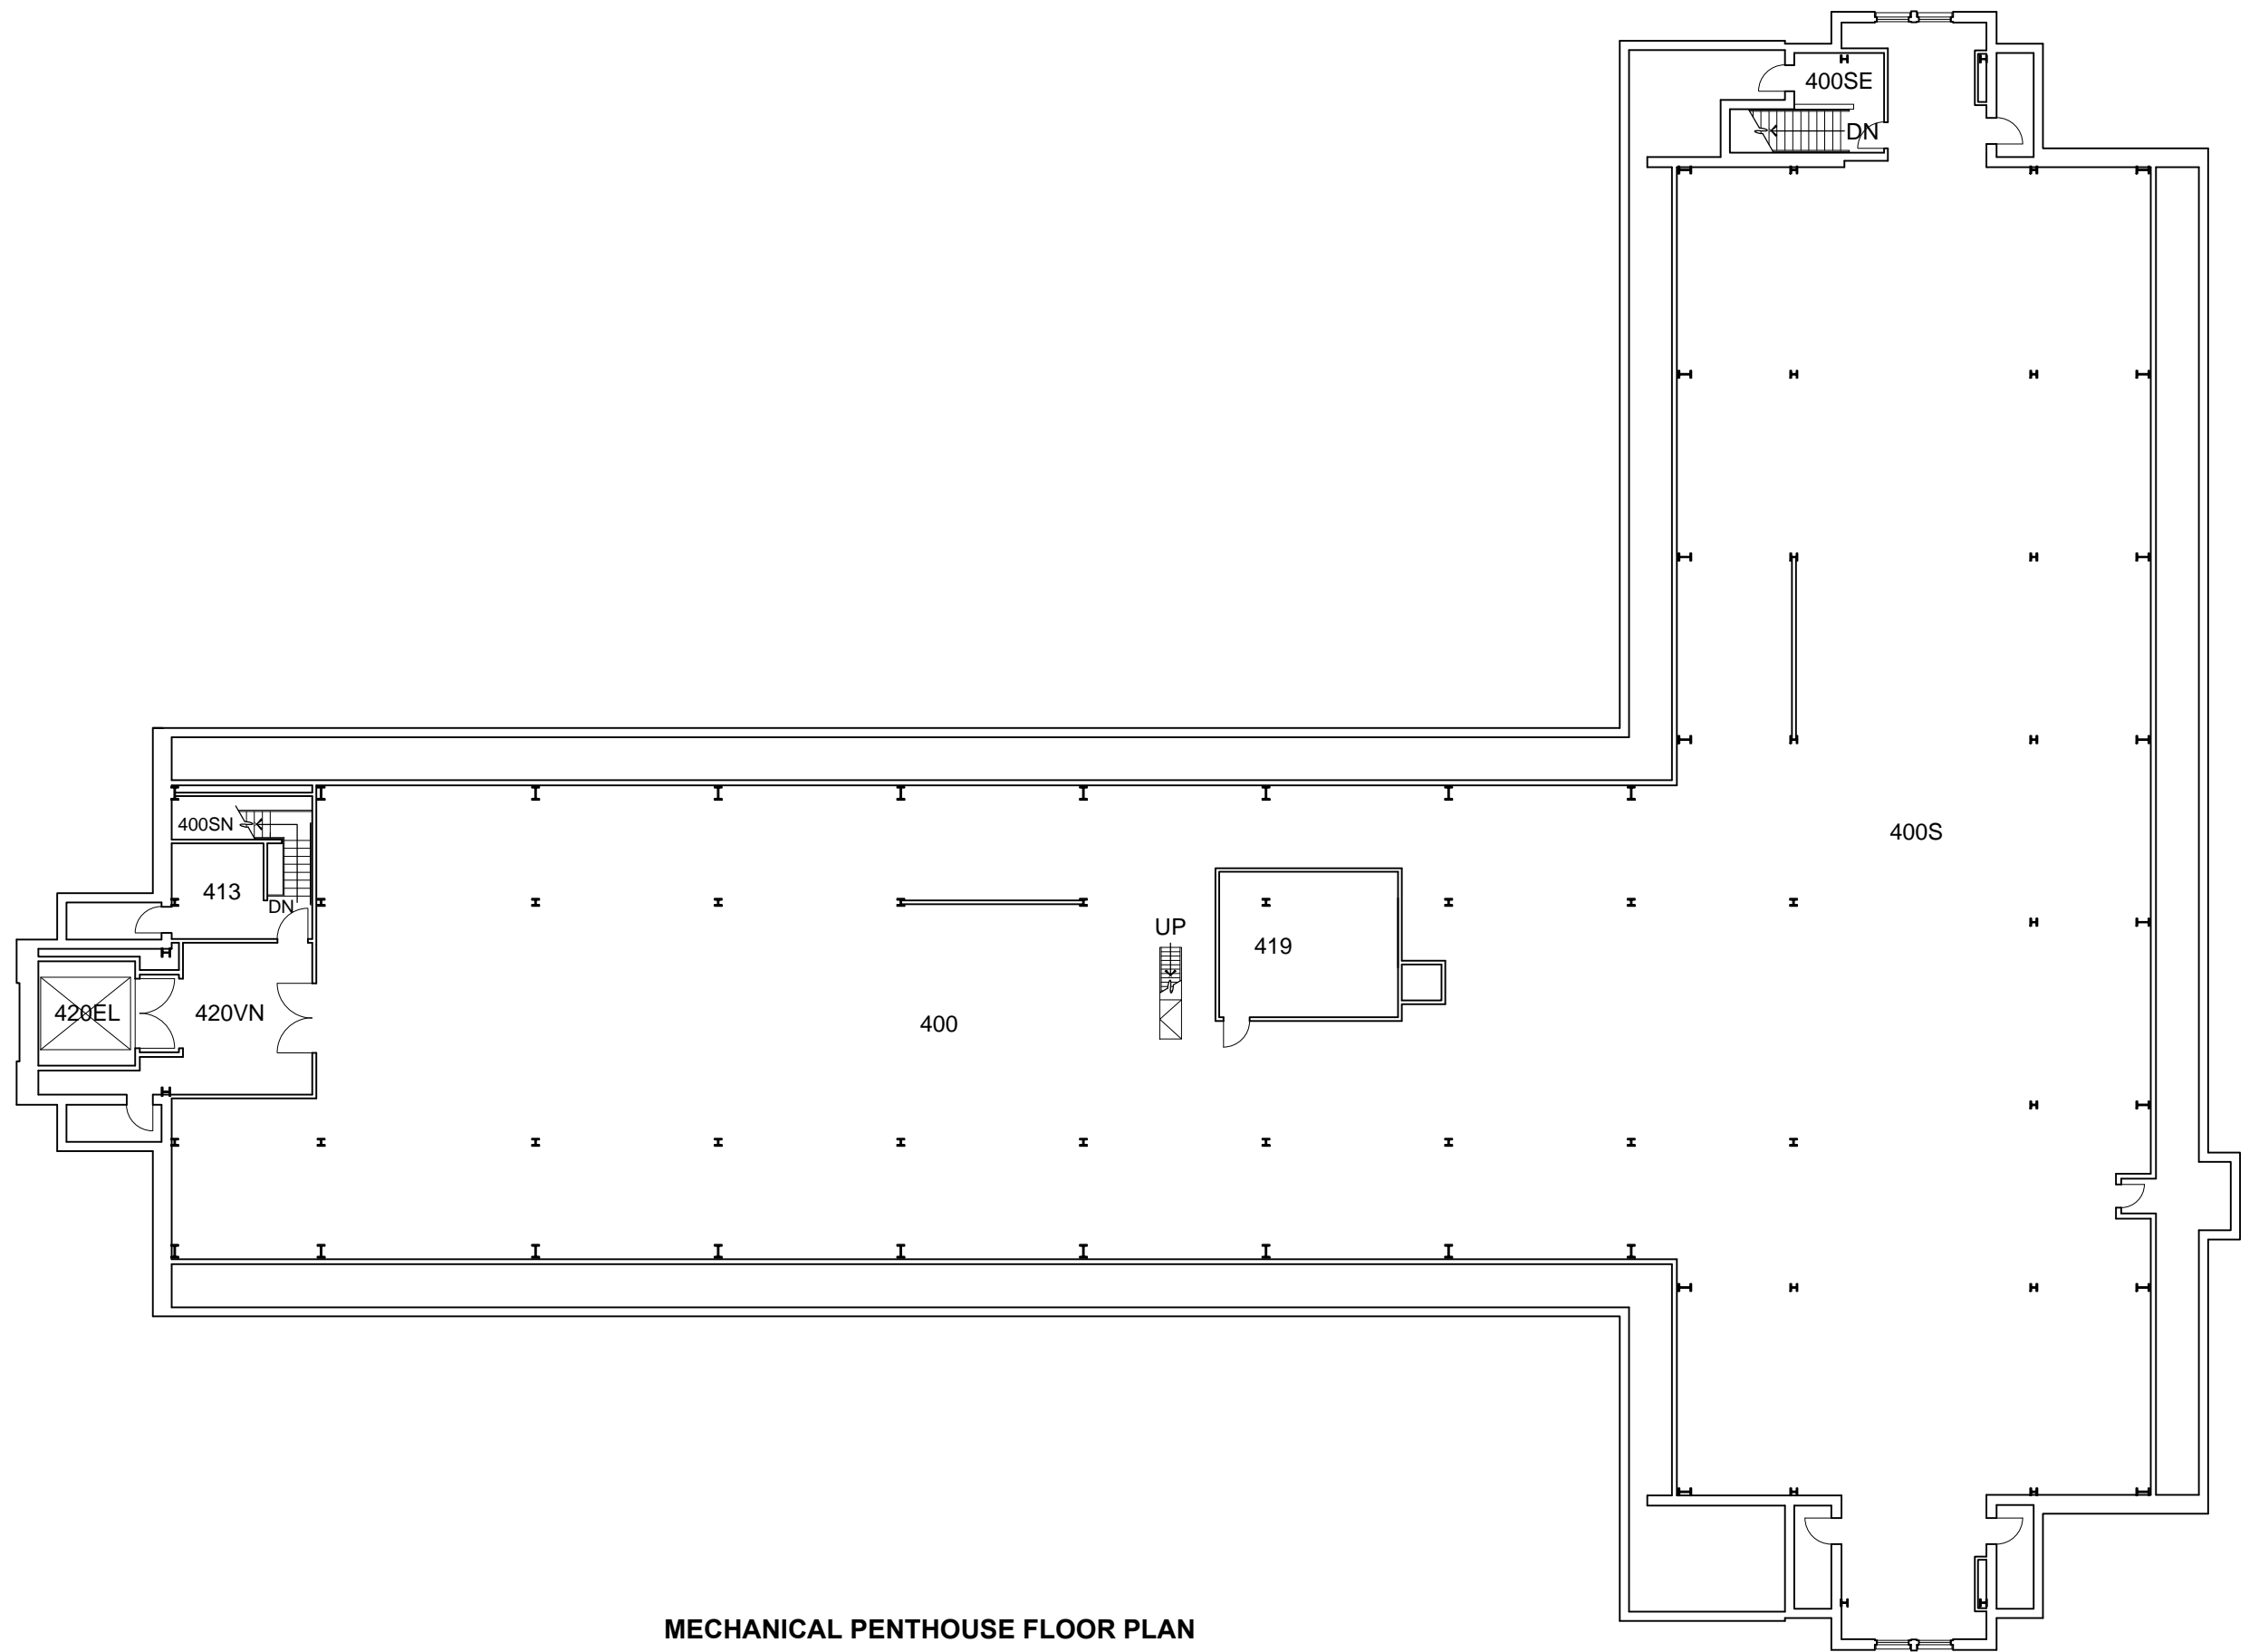 400SE
DN
400SN
400S
413
DN
UP
419
420EL
420VN
400
MECHANICAL PENTHOUSE FLOOR PLAN